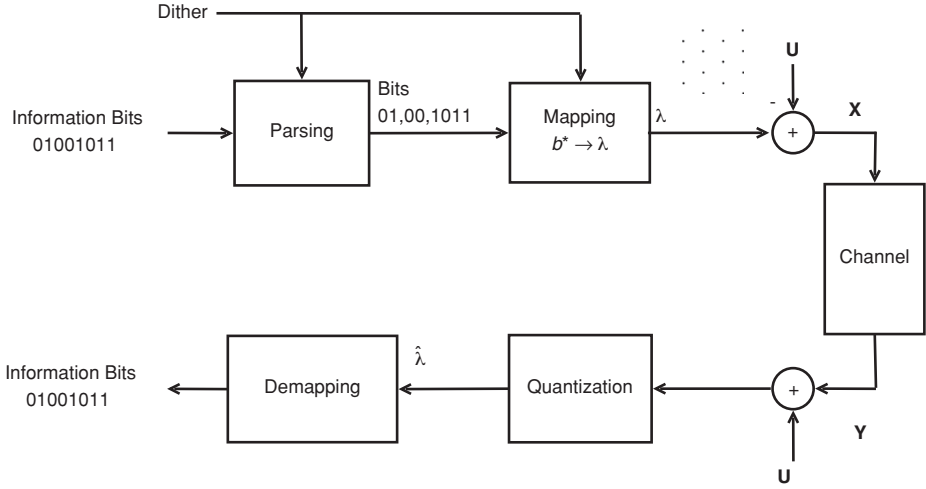 Dither
Information Bits
01001011
Parsing
Bits
01,00,1011
Mapping
b* → λ
λ
U
-
+
X
Channel
Information Bits
01001011
Demapping
λ̂
Quantization
+
Y
U